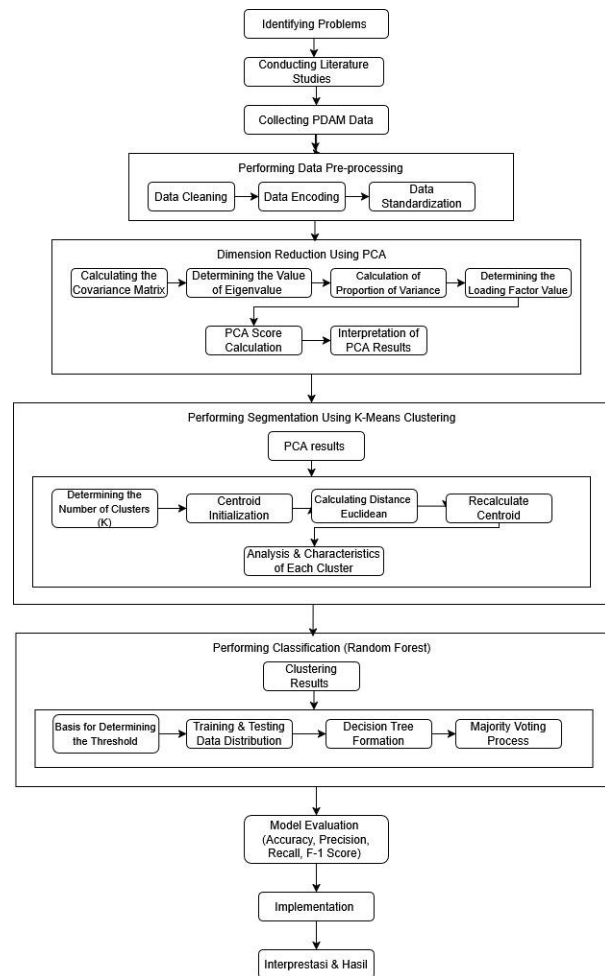 Identifying Problems
Conducting Literature
Studies
Collecting PDAM Data
Performing Data Pre-processing
Data Cleaning
Data Encoding
Data
Standardization
Dimension Reduction Using PCA
Calculating the
Covariance Matrix
Determining the Value
of Eigenvalue
Calculation of
Proportion of Variance
Determining the
Loading Factor Value
PCA Score
Calculation
Interpretation of
PCA Results
Performing Segmentation Using K-Means Clustering
PCA results
Determining the
Number of Clusters
(K)
Centroid
Initialization
Calculating Distance
Euclidean
Recalculate
Centroid
Analysis & Characteristics
of Each Cluster
Performing Classification (Random Forest)
Clustering
Results
Basis for Determining
the Threshold
Training & Testing
Data Distribution
Decision Tree
Formation
Majority Voting
Process
Model Evaluation
(Accuracy, Precision,
Recall, F-1 Score)
Implementation
Interprestasi & Hasil